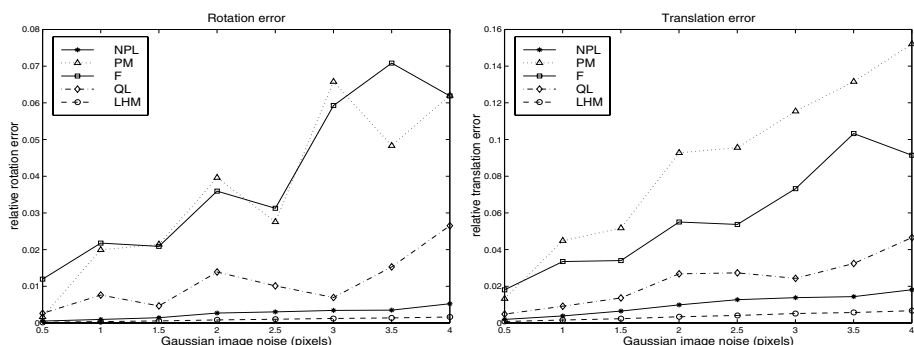 Rotation error
0.08
0.07
0.06
0.05
0.04
0.03
0.02
0.01
0
0.5
1
1.5
2
2.5
3
3.5
4
relative rotation error
Gaussian image noise (pixels)
NPL
PM
F
QL
LHM
Translation error
0.16
0.14
0.12
0.1
0.08
0.06
0.04
0.02
0
0.5
1
1.5
2
2.5
3
3.5
4
relative translation error
Gaussian image noise (pixels)
NPL
PM
F
QL
LHM